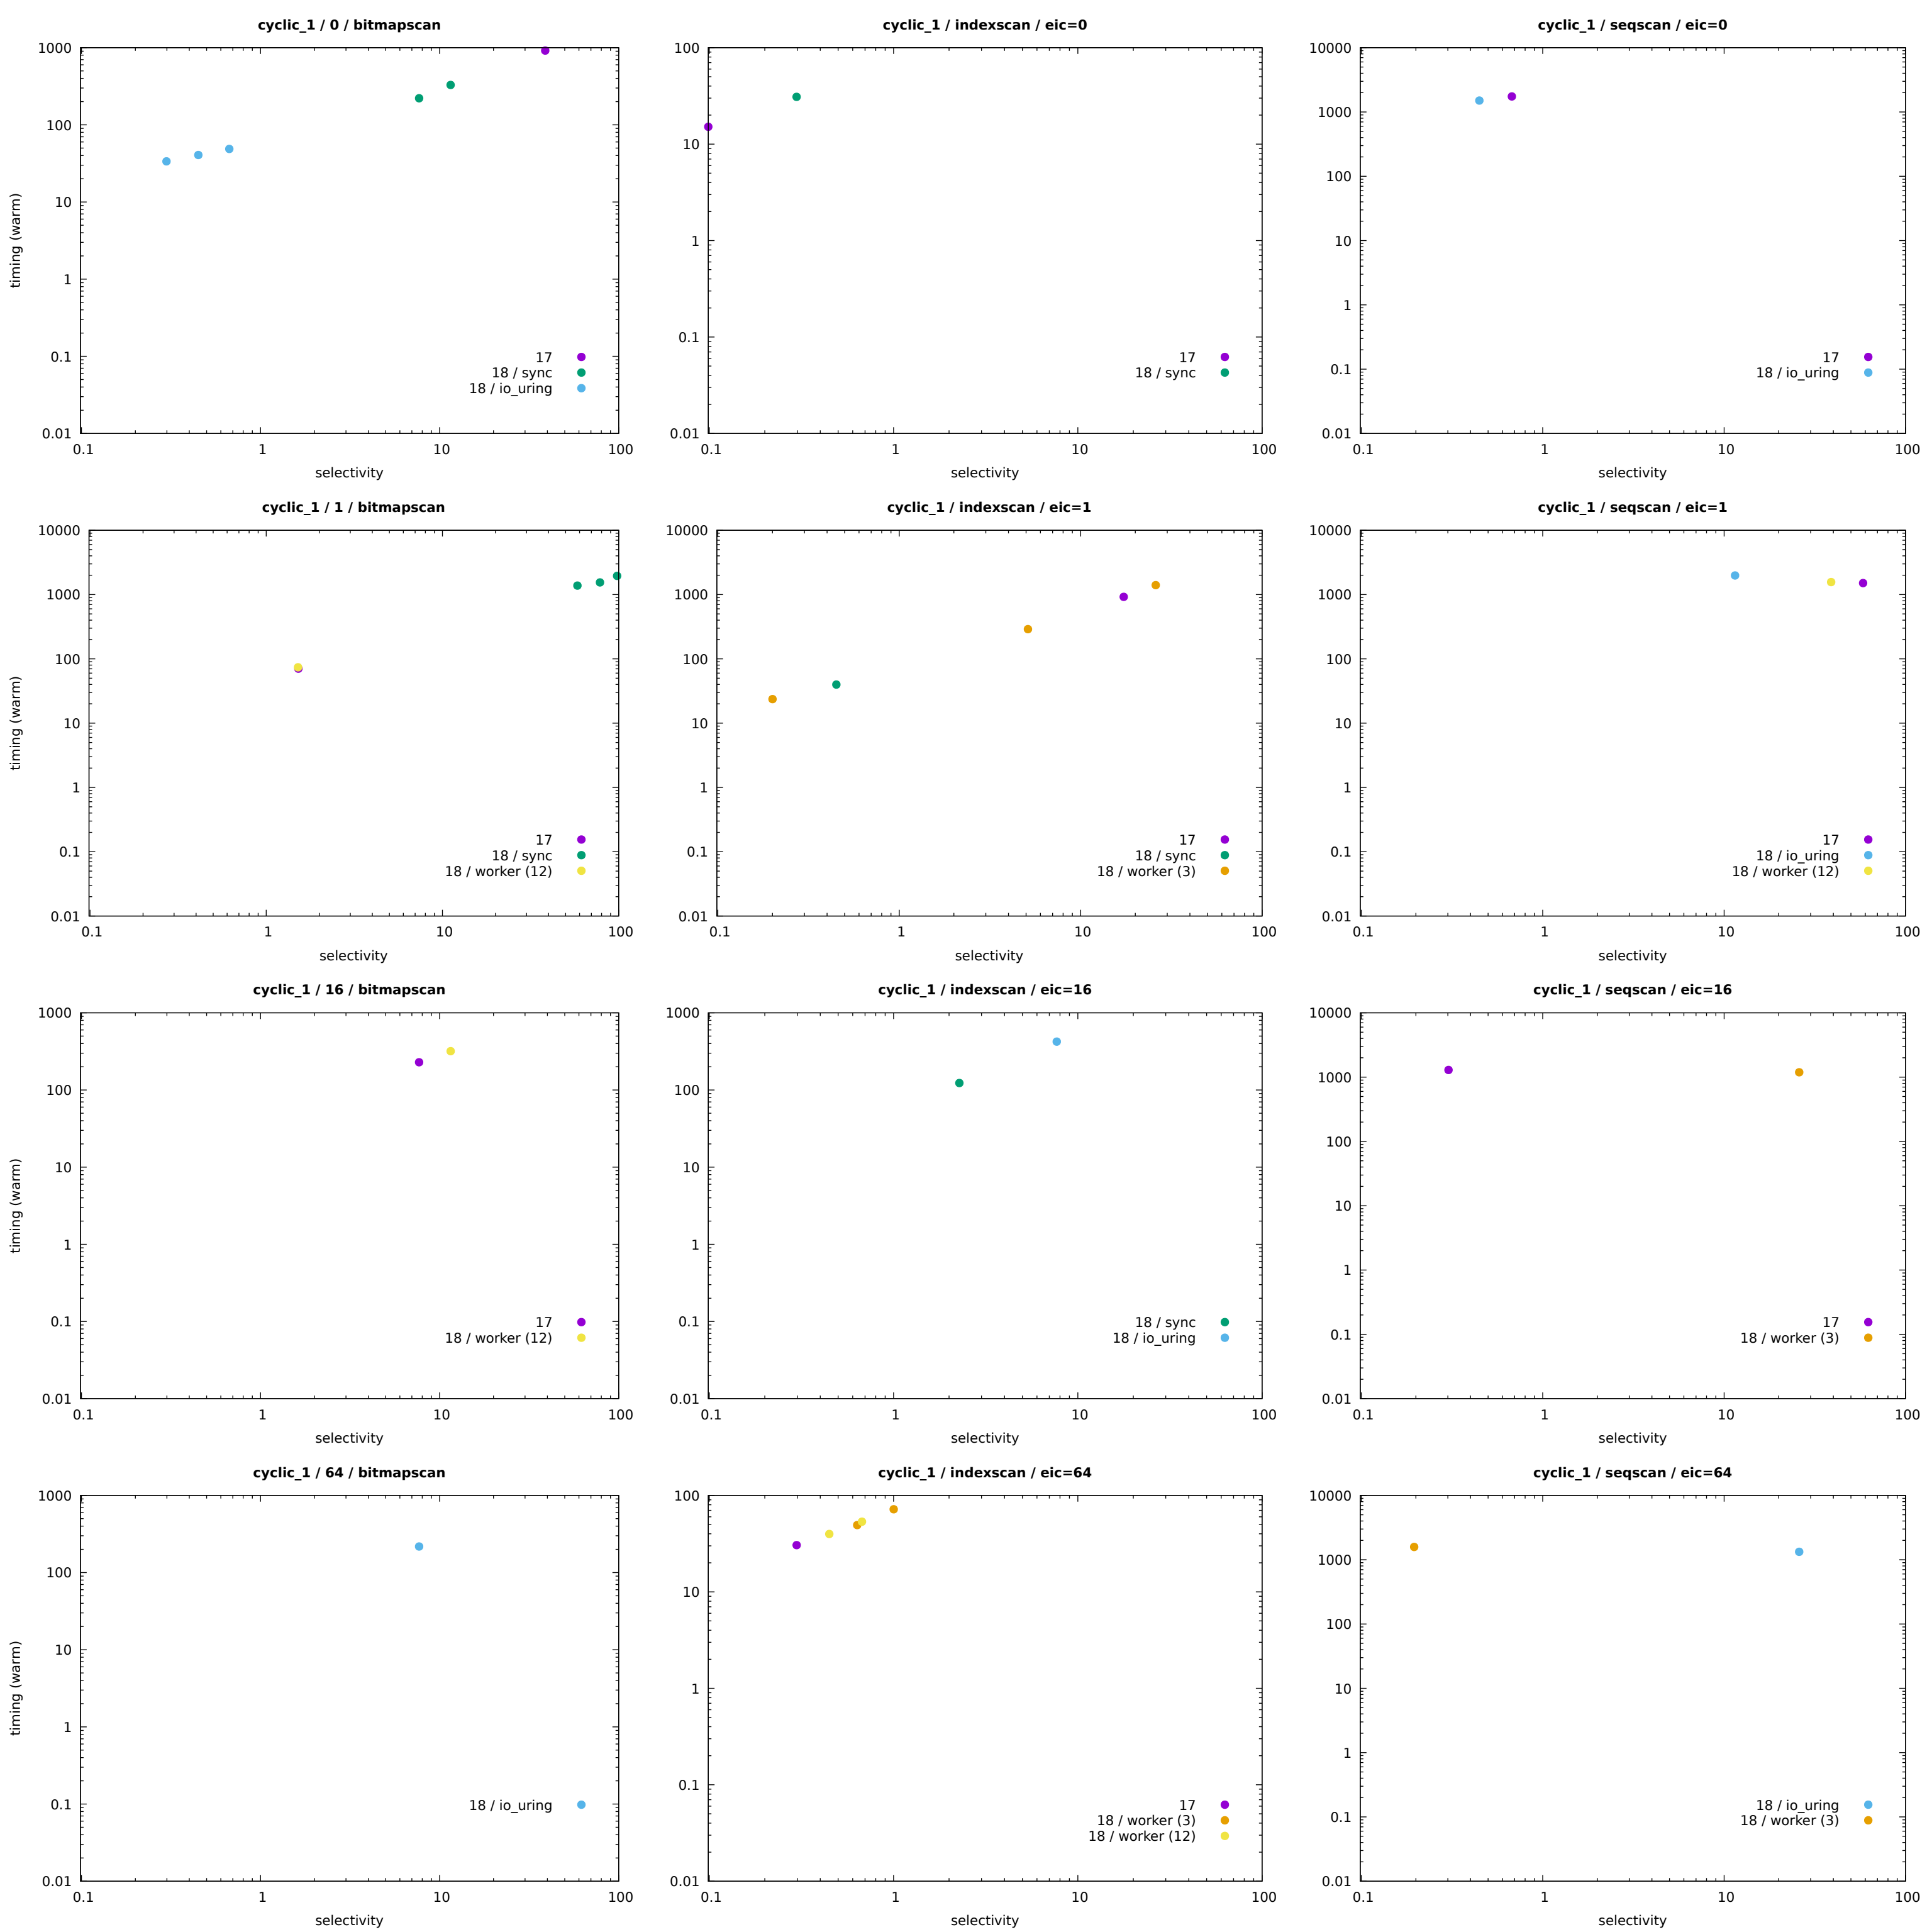 cyclic_1 / 0 / bitmapscan
1000
100
10
1
0.1
0.01
timing (warm)
17
18 / sync
18 / io_uring
0.1
1
10
100
selectivity
cyclic_1 / indexscan / eic=0
100
10
1
0.1
0.01
17
18 / sync
0.1
1
10
100
selectivity
cyclic_1 / seqscan / eic=0
10000
1000
100
10
1
0.1
0.01
17
18 / io_uring
0.1
1
10
100
selectivity
cyclic_1 / 1 / bitmapscan
10000
1000
100
10
1
0.1
0.01
timing (warm)
17
18 / sync
18 / worker (12)
0.1
1
10
100
selectivity
cyclic_1 / indexscan / eic=1
10000
1000
100
10
1
0.1
0.01
17
18 / sync
18 / worker (3)
0.1
1
10
100
selectivity
cyclic_1 / seqscan / eic=1
10000
1000
100
10
1
0.1
0.01
17
18 / io_uring
18 / worker (12)
0.1
1
10
100
selectivity
cyclic_1 / 16 / bitmapscan
1000
100
10
1
0.1
0.01
timing (warm)
17
18 / worker (12)
0.1
1
10
100
selectivity
cyclic_1 / indexscan / eic=16
1000
100
10
1
0.1
0.01
18 / sync
18 / io_uring
0.1
1
10
100
selectivity
cyclic_1 / seqscan / eic=16
10000
1000
100
10
1
0.1
0.01
17
18 / worker (3)
0.1
1
10
100
selectivity
cyclic_1 / 64 / bitmapscan
1000
100
10
1
0.1
0.01
timing (warm)
18 / io_uring
0.1
1
10
100
selectivity
cyclic_1 / indexscan / eic=64
100
10
1
0.1
0.01
17
18 / worker (3)
18 / worker (12)
0.1
1
10
100
selectivity
cyclic_1 / seqscan / eic=64
10000
1000
100
10
1
0.1
0.01
18 / io_uring
18 / worker (3)
0.1
1
10
100
selectivity